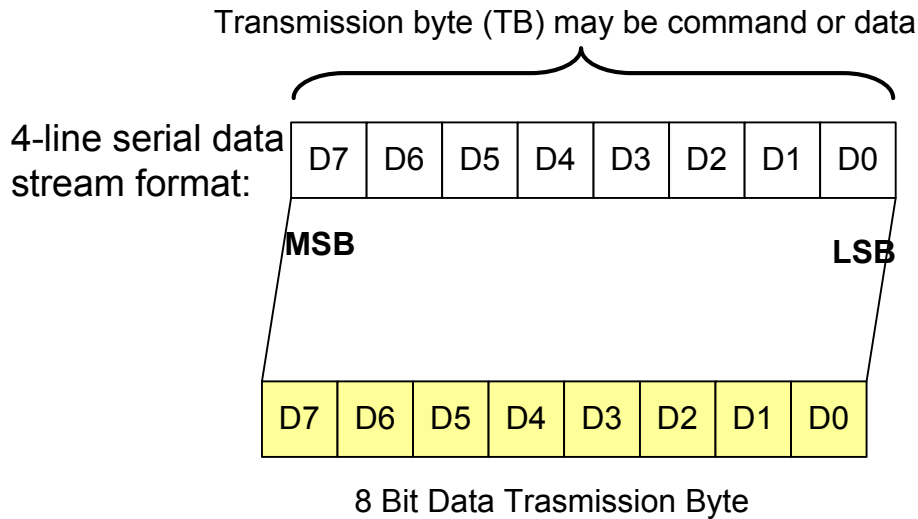 Transmission byte (TB) may be command or data
4-line serial data
stream format:
D7 D6 D5 D4 D3 D2 D1 D0
MSB LSB
D7 D6 D5 D4 D3 D2 D1 D0
8 Bit Data Trasmission Byte